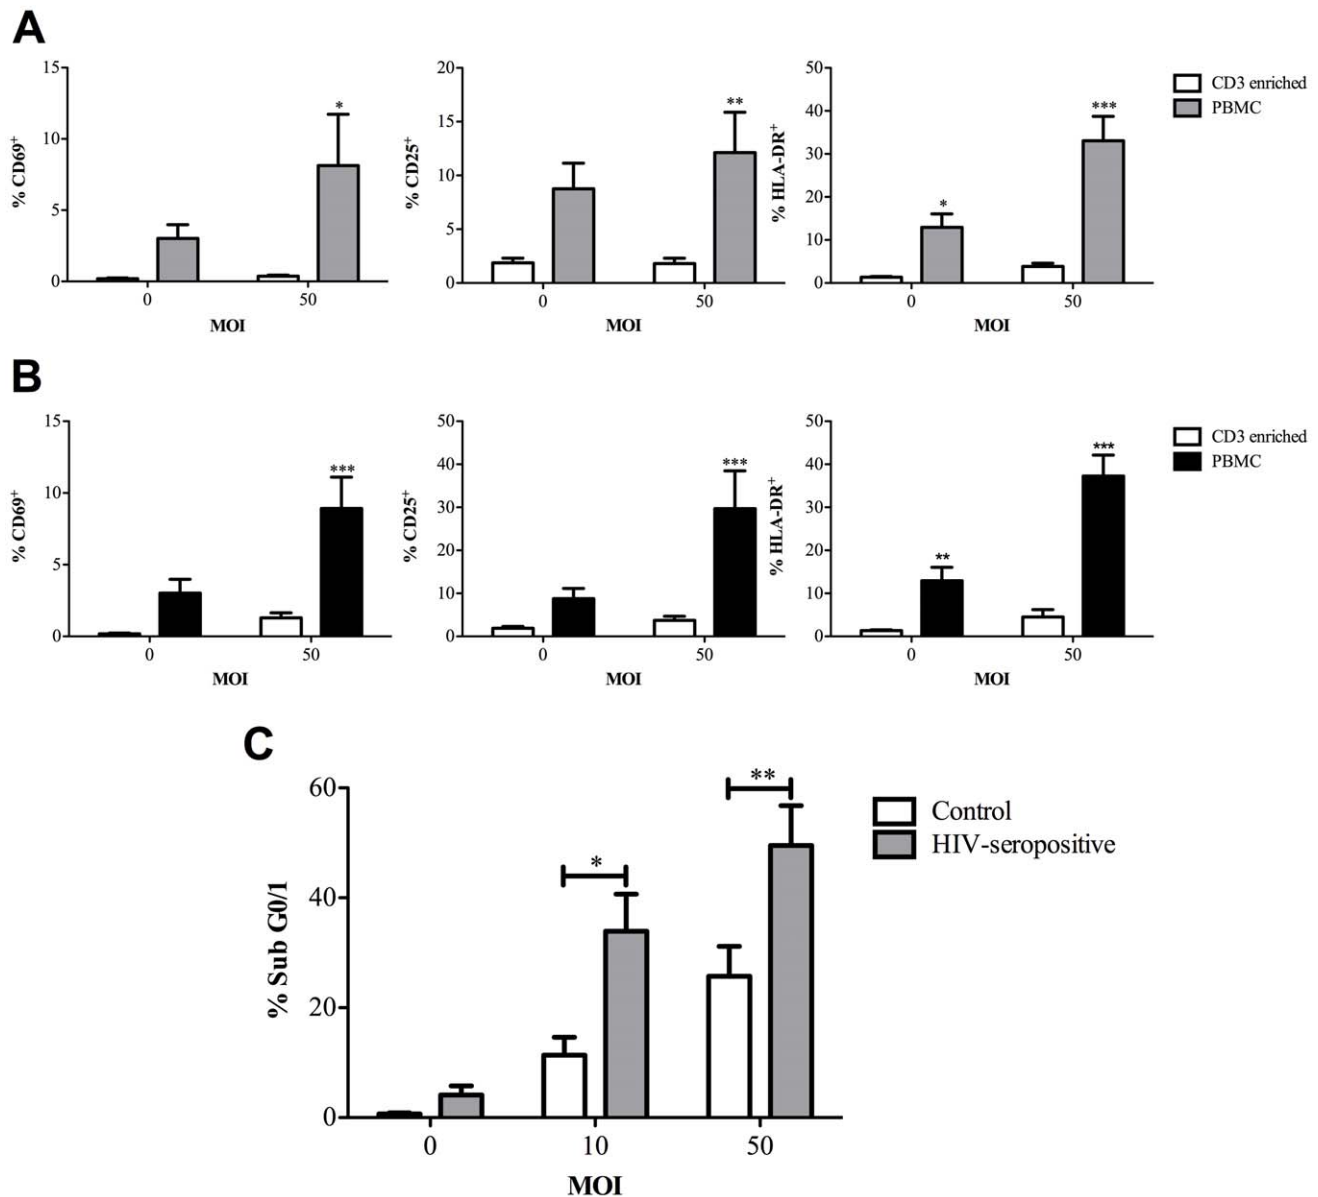 A
15
10
5
0
% CD69⁺
*
0
50
MOI
20
15
10
5
0
% CD25⁺
**
0
50
MOI
50
40
30
20
10
0
% HLA-DR⁺
*
***
0
50
MOI
CD3 enriched
PBMC
B
15
10
5
0
% CD69⁺
***
0
50
MOI
50
40
30
20
10
0
% CD25⁺
***
0
50
MOI
50
40
30
20
10
0
% HLA-DR⁺
**
***
0
50
MOI
CD3 enriched
PBMC
C
60
40
20
0
% Sub G0/1
*
**
0
10
50
MOI
Control
HIV-seropositive